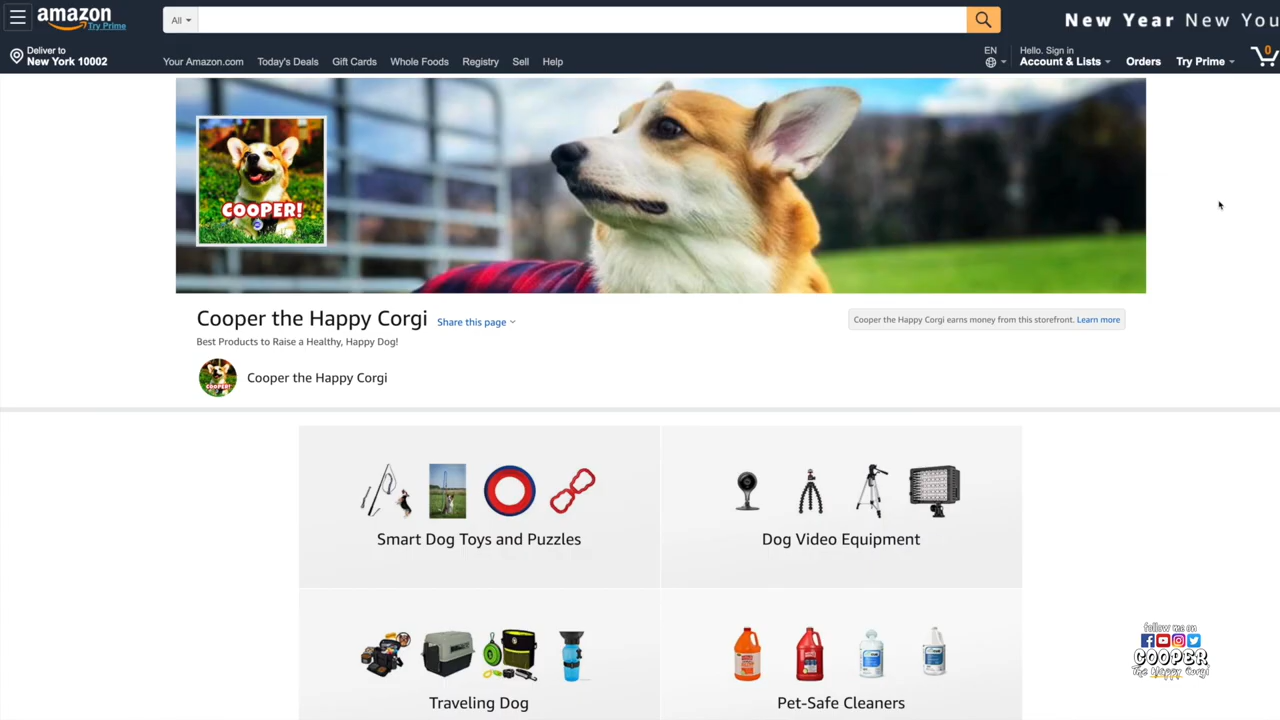 amazon
Try Prime
All
New Year New You
Deliver to
New York 10002
Your Amazon.com
Today's Deals
Gift Cards
Whole Foods
Registry
Sell
Help
EN
Hello. Sign in
Account & Lists
Orders
Try Prime
0
COOPER!
Cooper the Happy Corgi
Share this page
Cooper the Happy Corgi earns money from this storefront. Learn more
Best Products to Raise a Healthy, Happy Dog!
COOPER!
Cooper the Happy Corgi
Smart Dog Toys and Puzzles
Dog Video Equipment
Traveling Dog
Pet-Safe Cleaners
follow me on
COOPER
The Happy Corgi